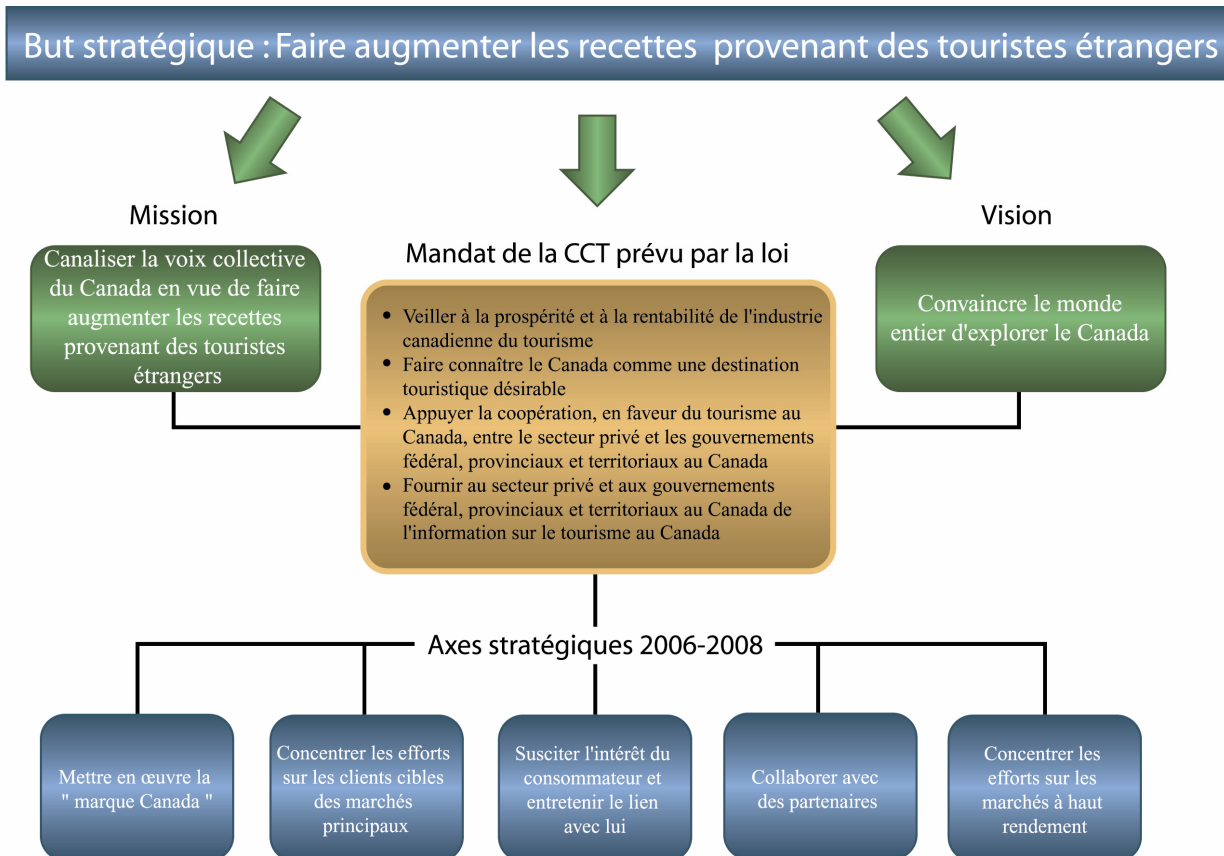 But stratégique : Faire augmenter les recettes provenant des touristes étrangers
Mission
Canaliser la voix collective
du Canada en vue de faire
augmenter les recettes
provenant des touristes
étrangers
Mandat de la CCT prévu par la loi
• Veiller à la prospérité et à la rentabilité de l'industrie
canadienne du tourisme
• Faire connaître le Canada comme une destination
touristique désirable
• Appuyer la coopération, en faveur du tourisme au
Canada, entre le secteur privé et les gouvernements
fédéral, provinciaux et territoriaux au Canada
• Fournir au secteur privé et aux gouvernements
fédéral, provinciaux et territoriaux au Canada de
l'information sur le tourisme au Canada
Vision
Convaincre le monde
entier d'explorer le Canada
Axes stratégiques 2006-2008
Mettre en œuvre la
" marque Canada "
Concentrer les efforts
sur les clients cibles
des marchés
principaux
Susciter l'intérêt du
consommateur et
entretenir le lien
avec lui
Collaborer avec
des partenaires
Concentrer les
efforts sur les
marchés à haut
rendement